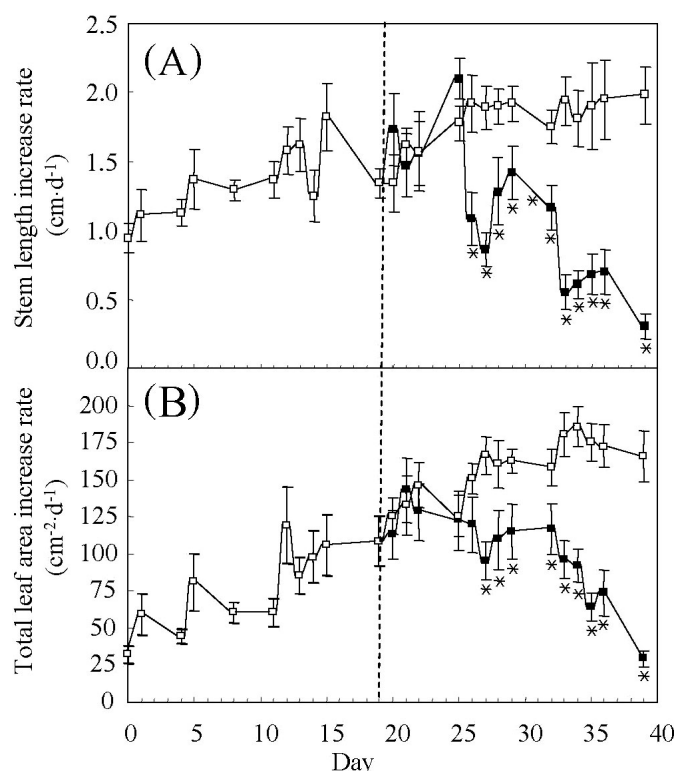 (A)
Stem length increase rate
(cm·d-1)
2.5
2.0
1.5
1.0
0.5
0.0
(B)
Total leaf area increase rate
(cm-2·d-1)
200
175
150
125
100
75
50
25
0
0 5 10 15 20 25 30 35 40
Day